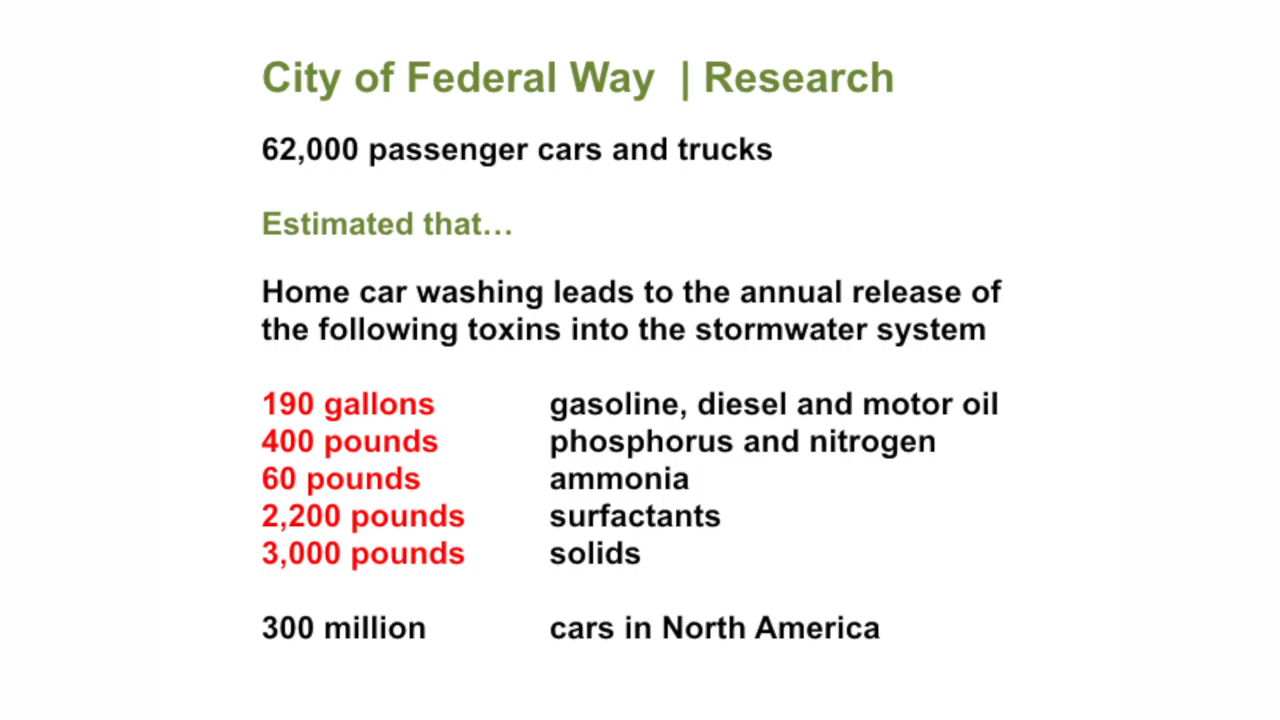 City of Federal Way | Research
62,000 passenger cars and trucks
Estimated that…
Home car washing leads to the annual release of
the following toxins into the stormwater system
190 gallons gasoline, diesel and motor oil
400 pounds phosphorus and nitrogen
60 pounds ammonia
2,200 pounds surfactants
3,000 pounds solids
300 million cars in North America